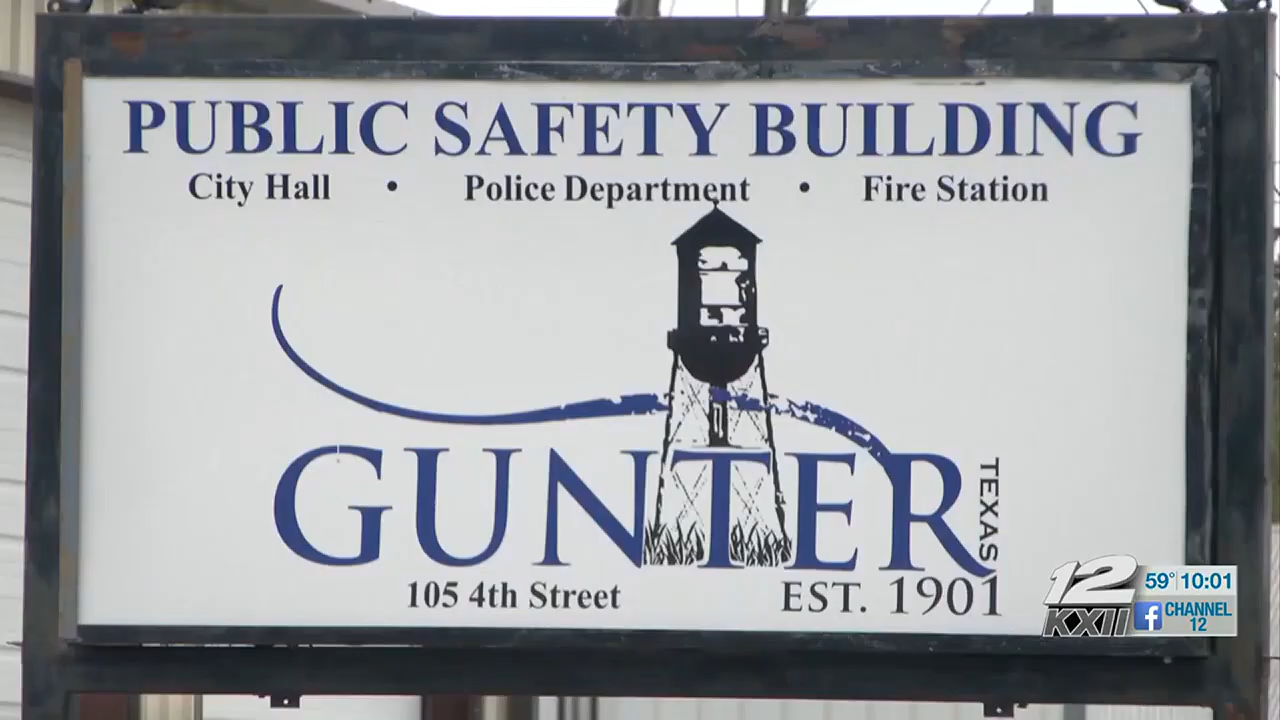 PUBLIC SAFETY BUILDING
City Hall • Police Department • Fire Station
GUNTER
TEXAS
105 4th Street
EST. 1901
12 59° 10:01
KXII f CHANNEL
12